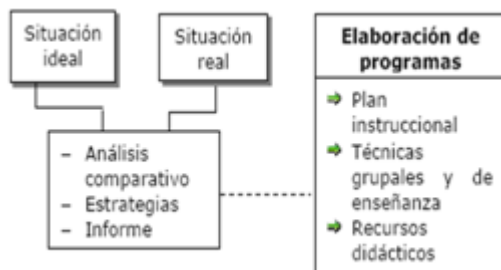 Situación
ideal
Situación
real
– Análisis
comparativo
– Estrategias
– Informe
Elaboración de
programas
Plan
instruccional
Técnicas
grupales y de
enseñanza
Recursos
didácticos